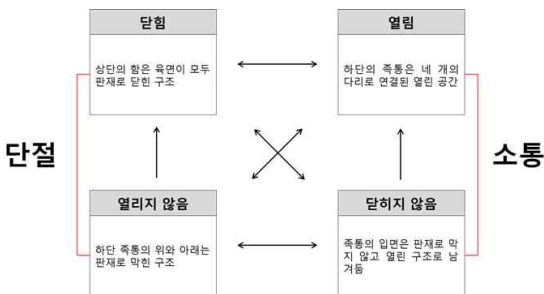 닫힘
상단의 함은 육면이 모두
판재로 닫힌 구조
열림
하단의 족통은 네 개의
다리로 연결된 열린 공간
단절
소통
열리지 않음
하단 족통의 위와 아래는
판재로 막힌 구조
닫히지 않음
족통의 입면은 판재로 막
지 않고 열린 구조로 남
겨둠